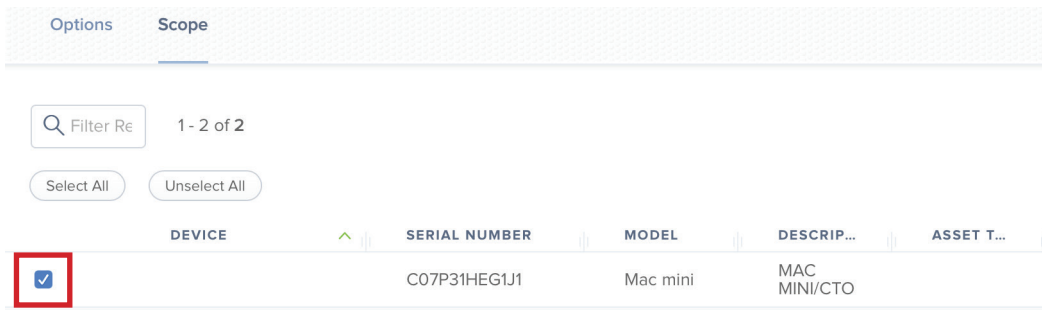 Options Scope
Filter Re 1 - 2 of 2
Select All Unselect All
DEVICE SERIAL NUMBER MODEL DESCRIP... ASSET T...
C07P31HEG1J1 Mac mini MAC
MINI/CTO